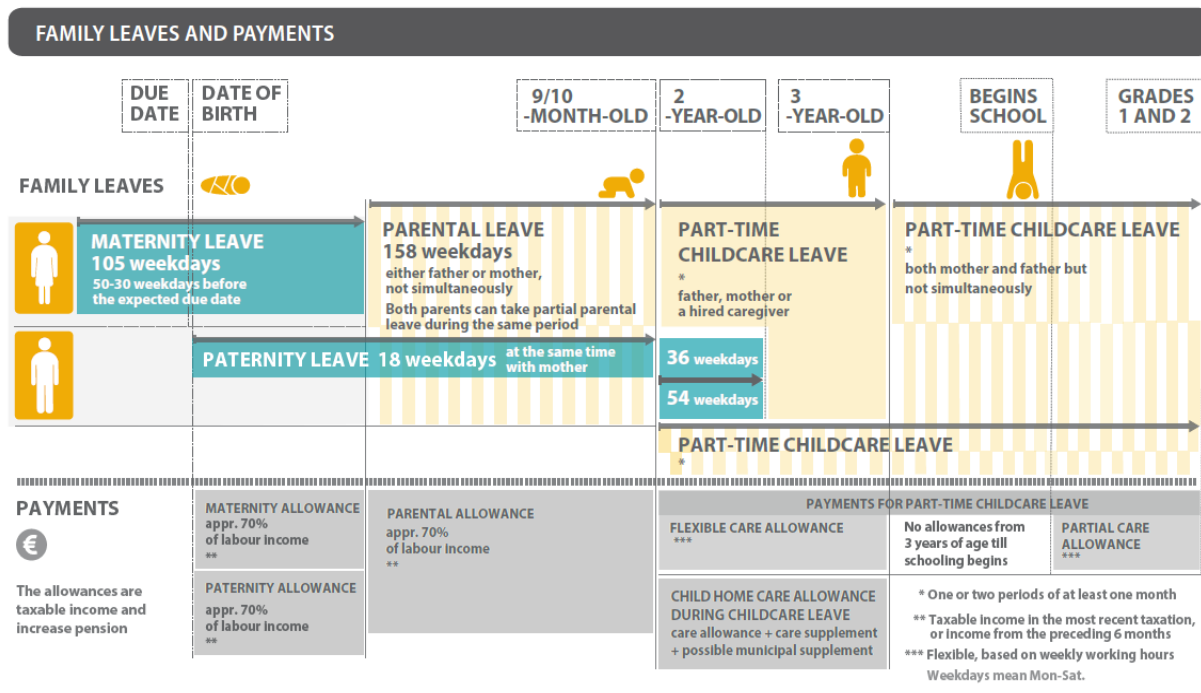 FAMILY LEAVES AND PAYMENTS
DUE
DATE
DATE OF
BIRTH
9/10
-MONTH-OLD
2
-YEAR-OLD
3
-YEAR-OLD
BEGINS
SCHOOL
GRADES
1 AND 2
FAMILY LEAVES
MATERNITY LEAVE
105 weekdays
50-30 weekdays before
the expected due date
PARENTAL LEAVE
158 weekdays
either father or mother,
not simultaneously
Both parents can take partial parental
leave during the same period
PART-TIME
CHILDCARE LEAVE
*
father, mother or
a hired caregiver
PART-TIME CHILDCARE LEAVE
*
both mother and father but
not simultaneously
PATERNITY LEAVE 18 weekdays
at the same time
with mother
36 weekdays
54 weekdays
PART-TIME CHILDCARE LEAVE
*
PAYMENTS
€
The allowances are
taxable income and
increase pension
MATERNITY ALLOWANCE
appr. 70%
of labour income
**
PATERNITY ALLOWANCE
appr. 70%
of labour income
**
PARENTAL ALLOWANCE
appr. 70%
of labour income
**
PAYMENTS FOR PART-TIME CHILDCARE LEAVE
FLEXIBLE CARE ALLOWANCE
***
No allowances from
3 years of age till
schooling begins
PARTIAL CARE
ALLOWANCE
***
CHILD HOME CARE ALLOWANCE
DURING CHILDCARE LEAVE
care allowance + care supplement
+ possible municipal supplement
* One or two periods of at least one month
** Taxable income in the most recent taxation,
or income from the preceding 6 months
*** Flexible, based on weekly working hours
Weekdays mean Mon-Sat.